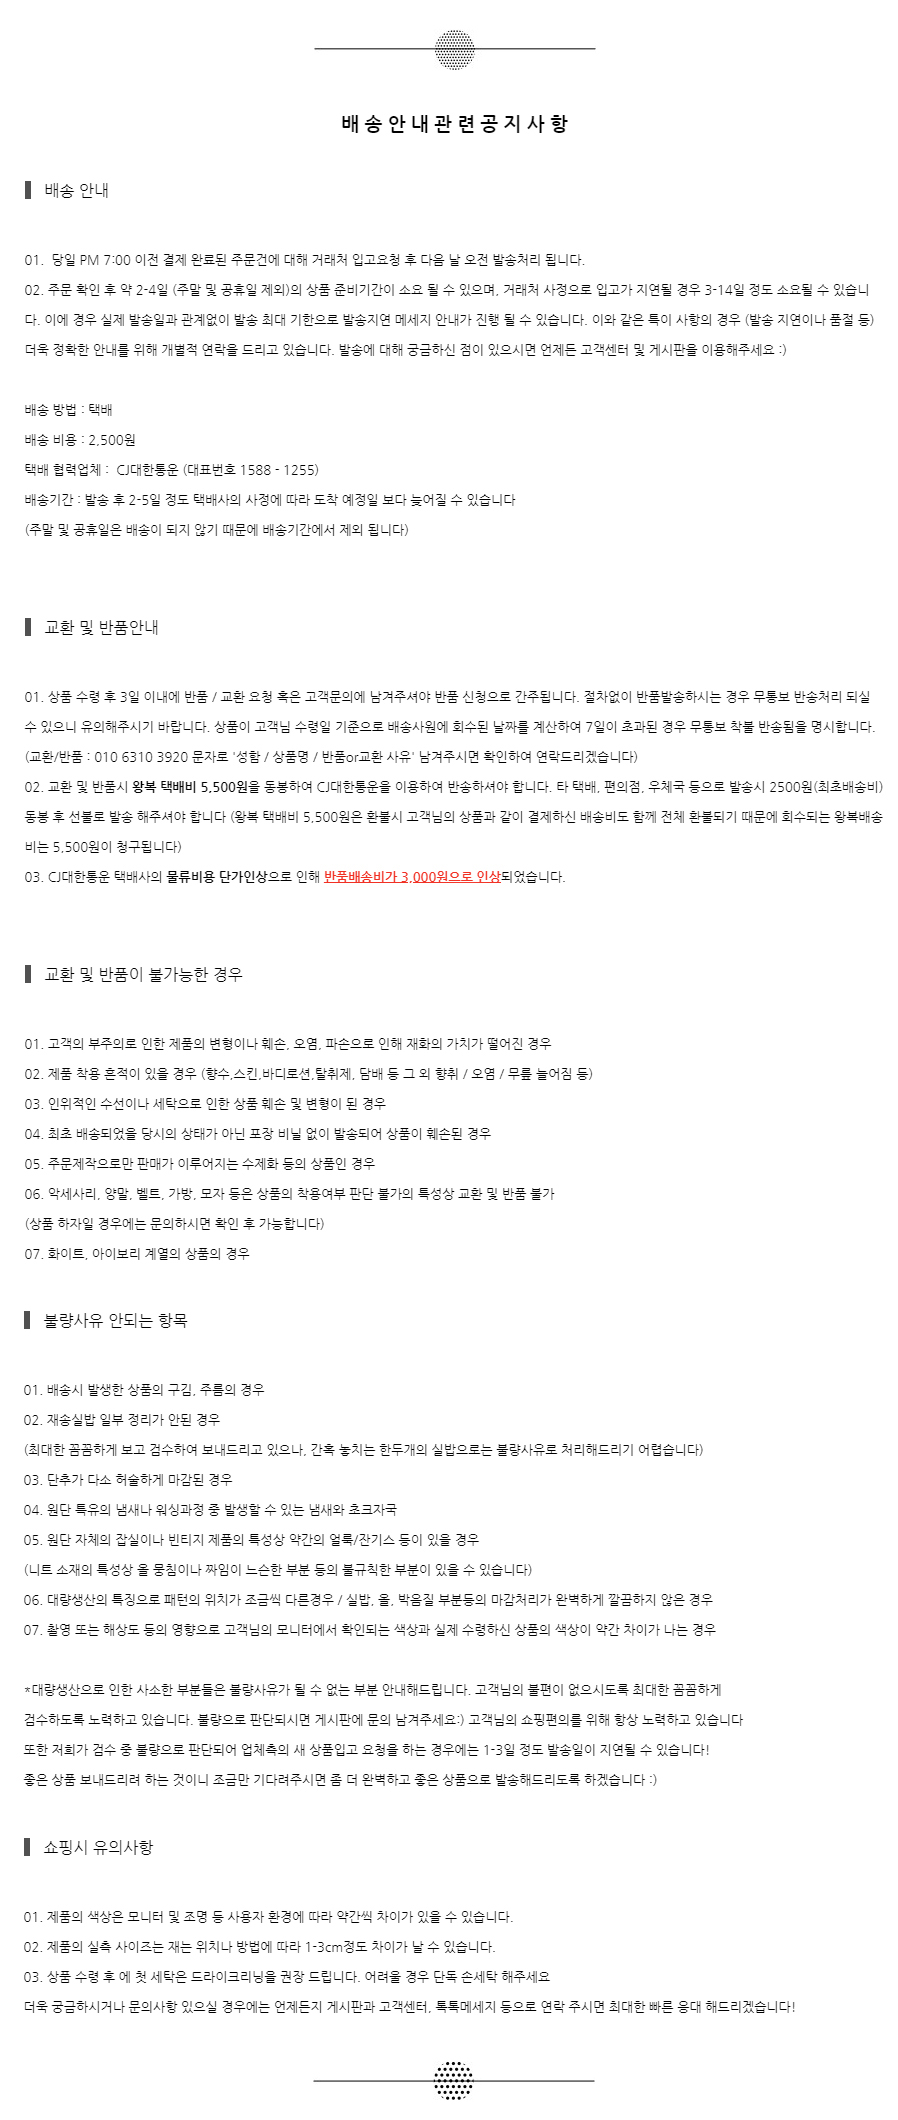 배송안내관련공지사항
배송 안내
01. 당일 PM 7:00 이전 결제 완료된 주문건에 대해 거래처 입고요청 후 다음 날 오전 발송처리 됩니다.
02. 주문 확인 후 약 2-4일 (주말 및 공휴일 제외)의 상품 준비기간이 소요 될 수 있으며, 거래처 사정으로 입고가 지연될 경우 3-14일 정도 소요될 수 있습니
다. 이에 경우 실제 발송일과 관계없이 발송 최대 기한으로 발송지연 메세지 안내가 진행 될 수 있습니다. 이와 같은 특이 사항의 경우 (발송 지연이나 품절 등)
더욱 정확한 안내를 위해 개별적 연락을 드리고 있습니다. 발송에 대해 궁금하신 점이 있으시면 언제든 고객센터 및 게시판을 이용해주세요 :)
배송 방법 : 택배
배송 비용 : 2,500원
택배 협력업체 : CJ대한통운 (대표번호 1588 - 1255)
배송기간 : 발송 후 2-5일 정도 택배사의 사정에 따라 도착 예정일 보다 늦어질 수 있습니다
(주말 및 공휴일은 배송이 되지 않기 때문에 배송기간에서 제외 됩니다)
교환 및 반품안내
01. 상품 수령 후 3일 이내에 반품 / 교환 요청 혹은 고객문의에 남겨주셔야 반품 신청으로 간주됩니다. 절차없이 반품발송하시는 경우 무통보 반송처리 되실
수 있으니 유의해주시기 바랍니다. 상품이 고객님 수령일 기준으로 배송사원에 회수된 날짜를 계산하여 7일이 초과된 경우 무통보 착불 반송됨을 명시합니다.
(교환/반품 : 010 6310 3920 문자로 '성함 / 상품명 / 반품or교환 사유' 남겨주시면 확인하여 연락드리겠습니다)
02. 교환 및 반품시 왕복 택배비 5,500원을 동봉하여 CJ대한통운을 이용하여 반송하셔야 합니다. 타 택배, 편의점, 우체국 등으로 발송시 2500원(최초배송비)
동봉 후 선불로 발송 해주셔야 합니다 (왕복 택배비 5,500원은 환불시 고객님의 상품과 같이 결제하신 배송비도 함께 전체 환불되기 때문에 회수되는 왕복배송
비는 5,500원이 청구됩니다)
03. CJ대한통운 택배사의 물류비용 단가인상으로 인해 반품배송비가 3,000원으로 인상되었습니다.
교환 및 반품이 불가능한 경우
01. 고객의 부주의로 인한 제품의 변형이나 훼손, 오염, 파손으로 인해 재화의 가치가 떨어진 경우
02. 제품 착용 흔적이 있을 경우 (향수,스킨,바디로션,탈취제, 담배 등 그 외 향취 / 오염 / 무릎 늘어짐 등)
03. 인위적인 수선이나 세탁으로 인한 상품 훼손 및 변형이 된 경우
04. 최초 배송되었을 당시의 상태가 아닌 포장 비닐 없이 발송되어 상품이 훼손된 경우
05. 주문제작으로만 판매가 이루어지는 수제화 등의 상품인 경우
06. 악세사리, 양말, 벨트, 가방, 모자 등은 상품의 착용여부 판단 불가의 특성상 교환 및 반품 불가
(상품 하자일 경우에는 문의하시면 확인 후 가능합니다)
07. 화이트, 아이보리 계열의 상품의 경우
불량사유 안되는 항목
01. 배송시 발생한 상품의 구김, 주름의 경우
02. 재송실밥 일부 정리가 안된 경우
(최대한 꼼꼼하게 보고 검수하여 보내드리고 있으나, 간혹 놓치는 한두개의 실밥으로는 불량사유로 처리해드리기 어렵습니다)
03. 단추가 다소 허술하게 마감된 경우
04. 원단 특유의 냄새나 워싱과정 중 발생할 수 있는 냄새와 초크자국
05. 원단 자체의 잡실이나 빈티지 제품의 특성상 약간의 얼룩/잔기스 등이 있을 경우
(니트 소재의 특성상 올 뭉침이나 짜임이 느슨한 부분 등의 불규칙한 부분이 있을 수 있습니다)
06. 대량생산의 특징으로 패턴의 위치가 조금씩 다른경우 / 실밥, 올, 박음질 부분등의 마감처리가 완벽하게 깔끔하지 않은 경우
07. 촬영 또는 해상도 등의 영향으로 고객님의 모니터에서 확인되는 색상과 실제 수령하신 상품의 색상이 약간 차이가 나는 경우
*대량생산으로 인한 사소한 부분들은 불량사유가 될 수 없는 부분 안내해드립니다. 고객님의 불편이 없으시도록 최대한 꼼꼼하게
검수하도록 노력하고 있습니다. 불량으로 판단되시면 게시판에 문의 남겨주세요:) 고객님의 쇼핑편의를 위해 항상 노력하고 있습니다
또한 저희가 검수 중 불량으로 판단되어 업체측의 새 상품입고 요청을 하는 경우에는 1-3일 정도 발송일이 지연될 수 있습니다!
좋은 상품 보내드리려 하는 것이니 조금만 기다려주시면 좀 더 완벽하고 좋은 상품으로 발송해드리도록 하겠습니다 :)
쇼핑시 유의사항
01. 제품의 색상은 모니터 및 조명 등 사용자 환경에 따라 약간씩 차이가 있을 수 있습니다.
02. 제품의 실측 사이즈는 재는 위치나 방법에 따라 1-3cm정도 차이가 날 수 있습니다.
03. 상품 수령 후 에 첫 세탁은 드라이크리닝을 권장 드립니다. 어려울 경우 단독 손세탁 해주세요
더욱 궁금하시거나 문의사항 있으실 경우에는 언제든지 게시판과 고객센터, 톡톡메세지 등으로 연락 주시면 최대한 빠른 응대 해드리겠습니다!